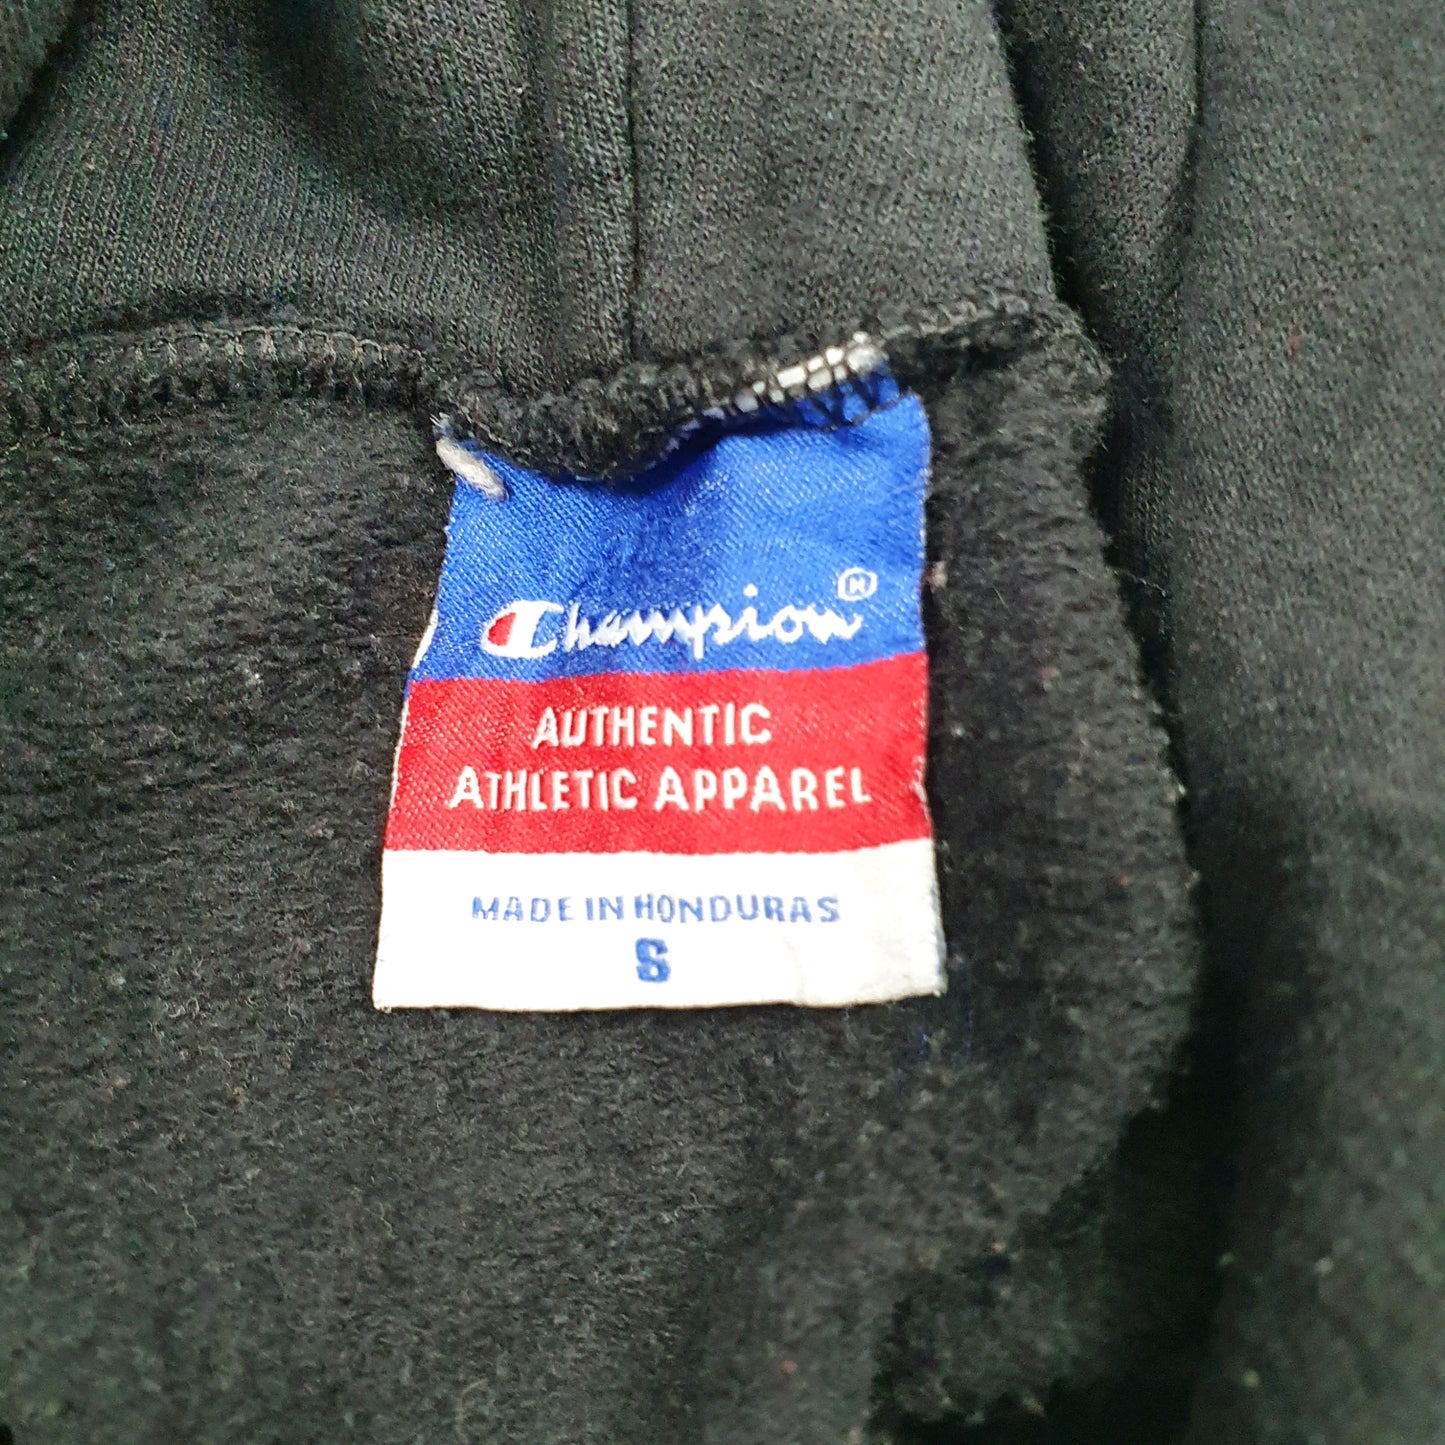 Champion®
AUTHENTIC
ATHLETIC APPAREL
MADE IN HONDURAS
S